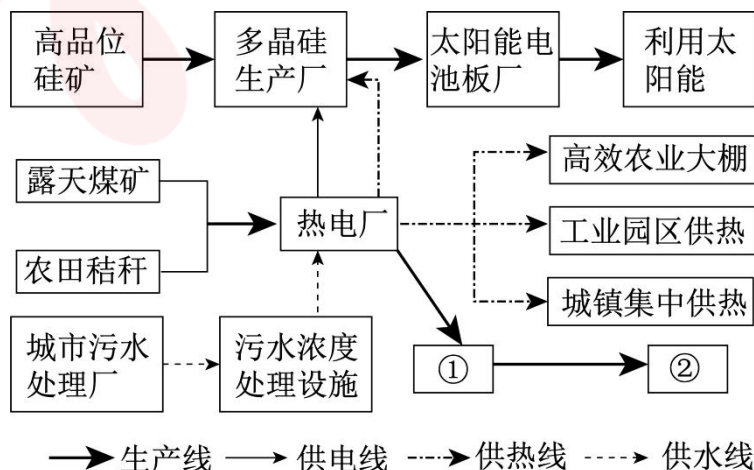 高品位
硅矿
多晶硅
生产厂
太阳能电
池板厂
利用太
阳能
露天煤矿
农田秸秆
热电厂
高效农业大棚
工业园区供热
城镇集中供热
城市污水
处理厂
污水浓度
处理设施
①
②
生产线
供电线
供热线
供水线